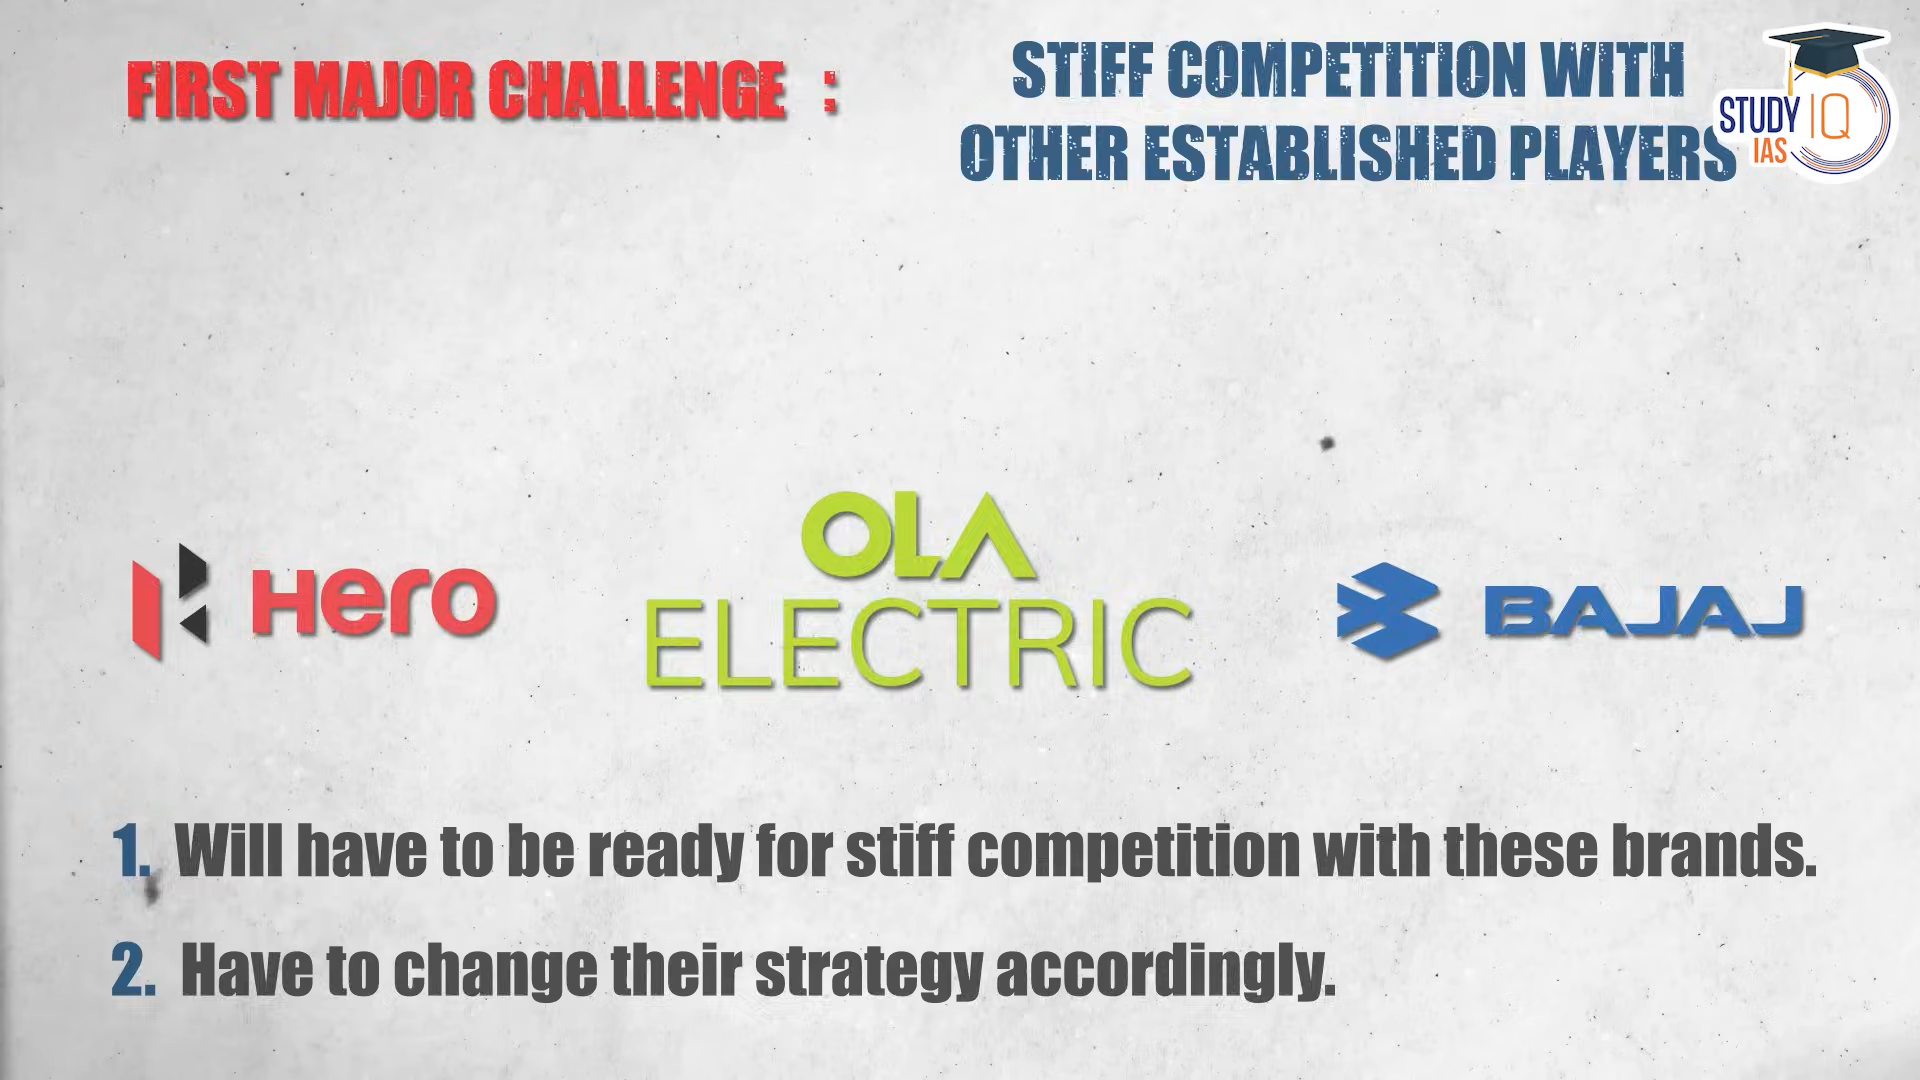 FIRST MAJOR CHALLENGE :
STIFF COMPETITION WITH
OTHER ESTABLISHED PLAYERS
STUDY IQ
IAS
Hero
OLA
ELECTRIC
BAJAJ
1. Will have to be ready for stiff competition with these brands.
2. Have to change their strategy accordingly.